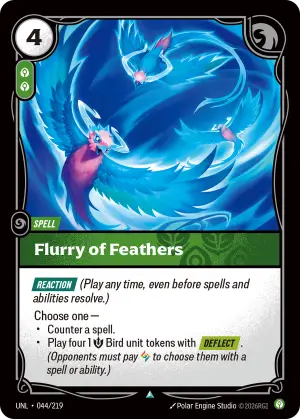 4
SPELL
Flurry of Feathers
REACTION (Play any time, even before spells and
abilities resolve.)
Choose one—
• Counter a spell.
• Play four 1 Bird unit tokens with DEFLECT.
(Opponents must pay to choose them with a
spell or ability.)
UNL • 044/219
Polar Engine Studio ©2026RGI